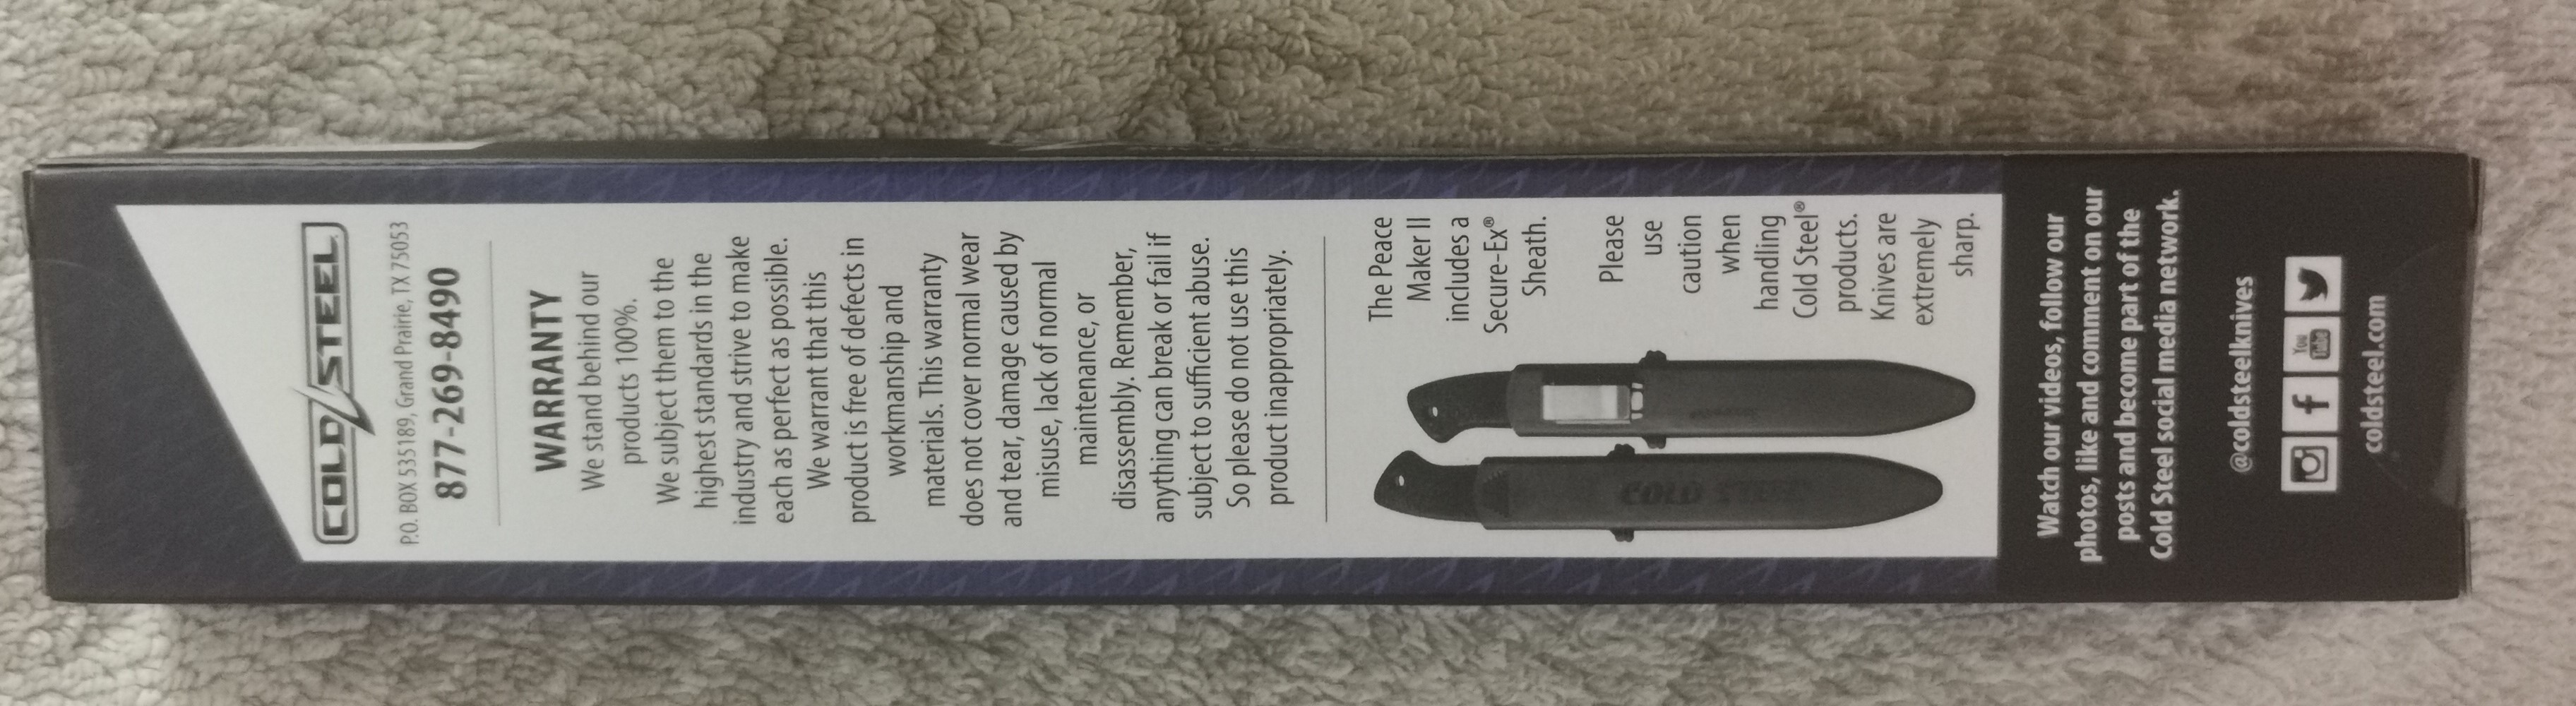 COLD STEEL
P.O. BOX 535189, Grand Prairie, TX 75053
877-269-8490
WARRANTY
We stand behind our
products 100%.
We subject them to the
highest standards in the
industry and strive to make
each as perfect as possible.
We warrant that this
product is free of defects in
workmanship and
materials. This warranty
does not cover normal wear
and tear, damage caused by
misuse, lack of normal
maintenance, or
disassembly. Remember,
anything can break or fail if
subject to sufficient abuse.
So please do not use this
product inappropriately.
The Peace
Maker II
includes a
Secure-Ex®
Sheath.
Please
use
caution
when
handling
Cold Steel®
products.
Knives are
extremely
sharp.
COLD STEEL
Watch our videos, follow our
photos, like and comment on our
posts and become part of the
Cold Steel social media network.
@coldsteelknives
f You Tube
coldsteel.com